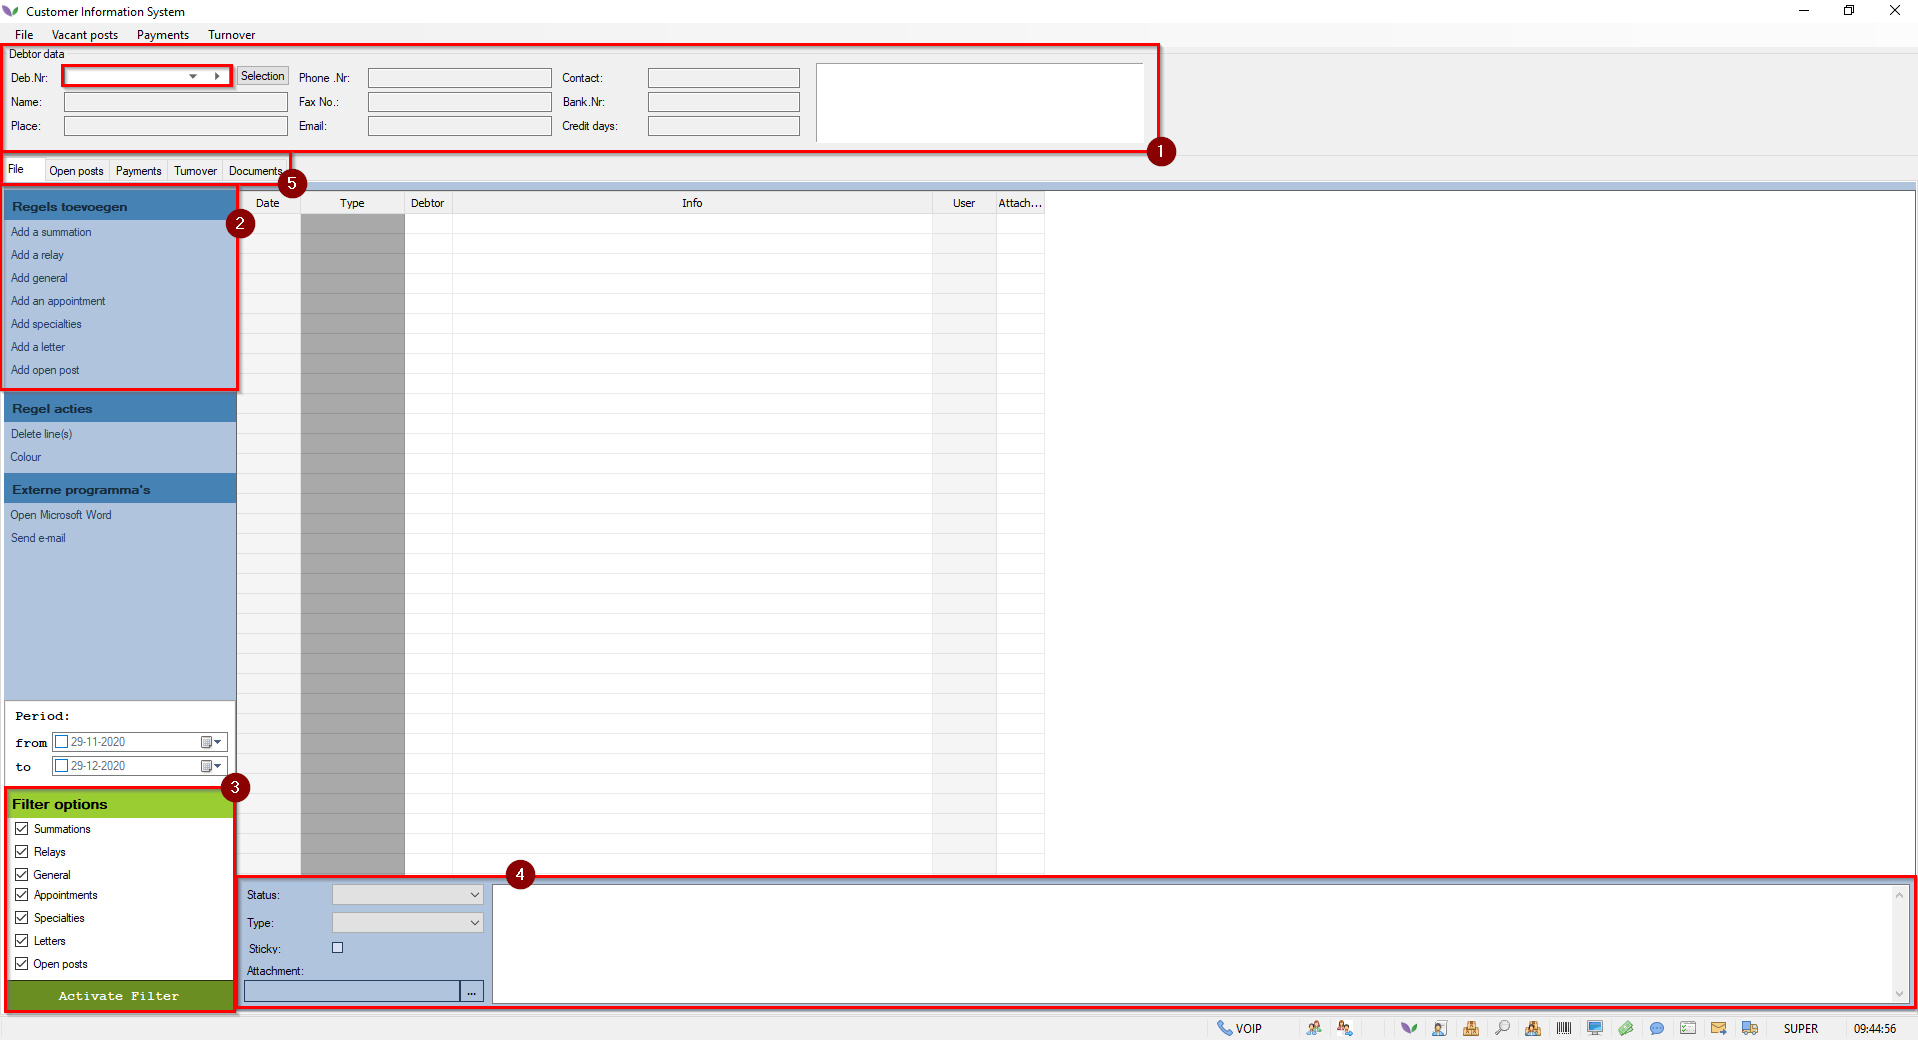 Customer Information System
File Vacant posts Payments Turnover
Debtor data
Deb.Nr: Selection Phone .Nr: Contact:
Name: Fax No.: Bank.Nr:
Place: Email: Credit days:
1
File Open posts Payments Turnover Documents
5
Regels toevoegen
2
Date Type Debtor Info User Attach...
Add a summation
Add a relay
Add general
Add an appointment
Add specialties
Add a letter
Add open post
Regel acties
Delete line(s)
Colour
Externe programma's
Open Microsoft Word
Send e-mail
Period:
from 29-11-2020
to 29-12-2020
3
Filter options
Summations
Relays
General
Appointments
Specialties
Letters
Open posts
Activate Filter
4
Status:
Type:
Sticky:
Attachment:
...
VOIP SUPER 09:44:56